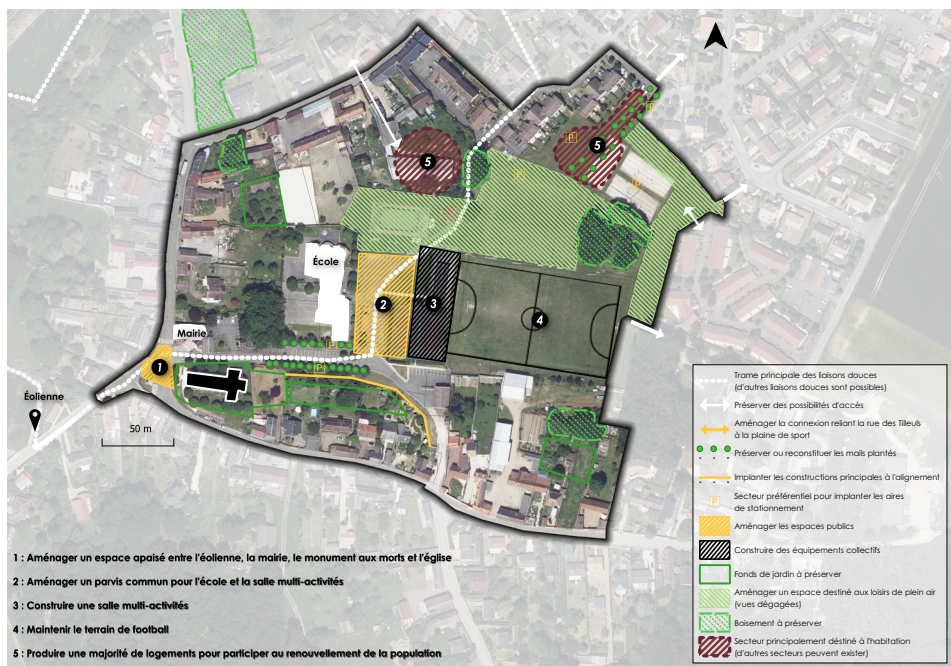 5
P
5
P
P
École
2
3
4
P
Mairie
P
1
Éolienne
50 m
1 : Aménager un espace apaisé entre l'éolienne, la mairie, le monument aux morts et l'église
2 : Aménager un parvis commun pour l'école et la salle multi-activités
3 : Construire une salle multi-activités
4 : Maintenir le terrain de football
5 : Produire une majorité de logements pour participer au renouvellement de la population
Trame principale des liaisons douces
(d'autres liaisons douces sont possibles)
Préserver des possibilités d'accès
Aménager la connexion reliant la rue des Tilleuls
à la plaine de sport
Préserver ou reconstituer les mails plantés
Implanter les constructions principales à l'alignement
P
Secteur préférentiel pour implanter les aires
de stationnement
Aménager les espaces publics
Construire des équipements collectifs
Fonds de jardin à préserver
Aménager un espace destiné aux loisirs de plein air
(vues dégagées)
Boisement à préserver
Secteur principalement déstiné à l'habitation
(d'autres secteurs peuvent exister)